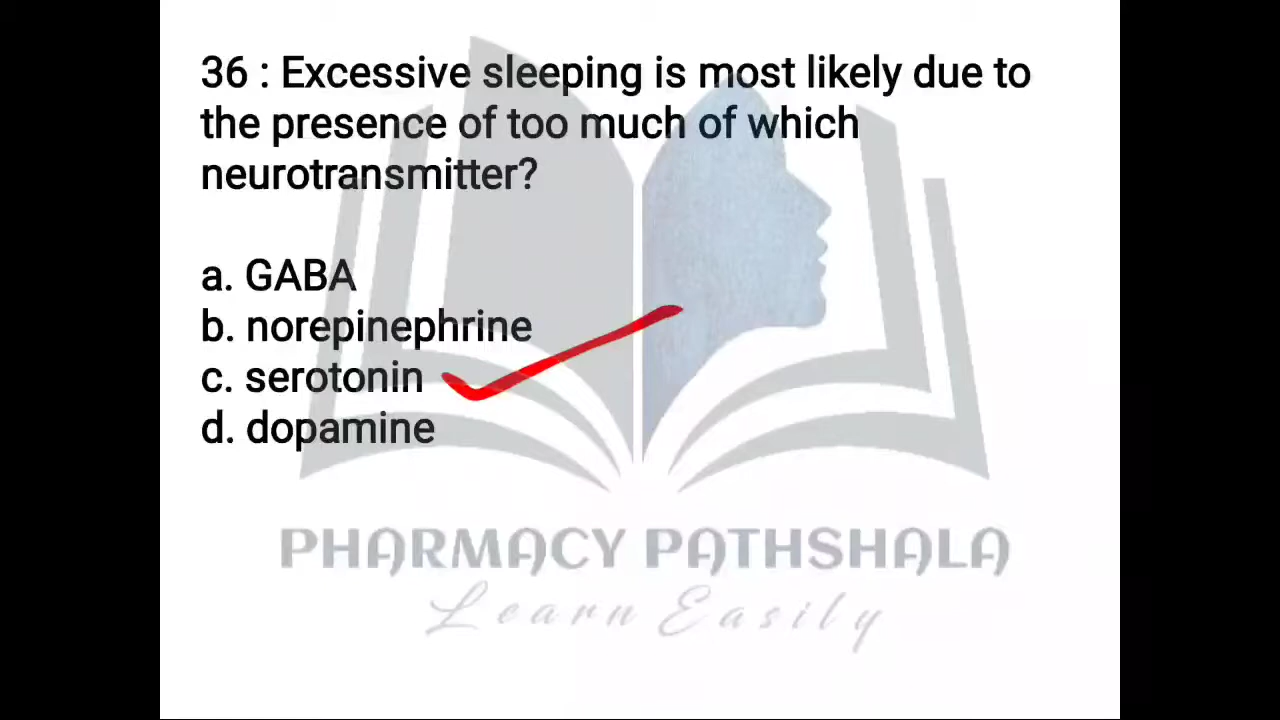 36 : Excessive sleeping is most likely due to
the presence of too much of which
neurotransmitter?
a. GABA
b. norepinephrine
c. serotonin
d. dopamine
PHARMACY PATHSHALA
Learn Easily